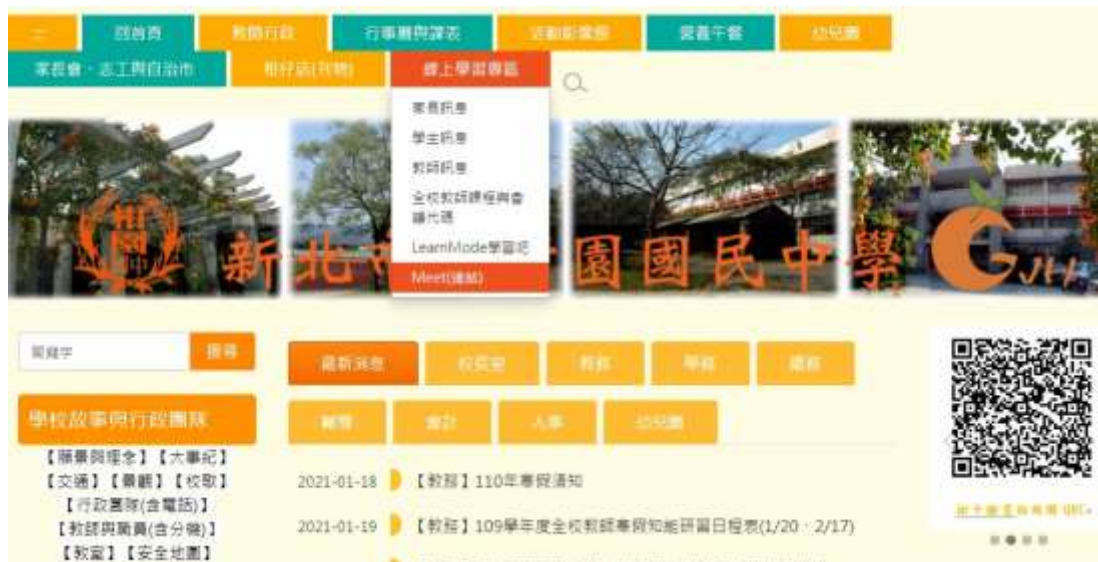 回首頁
教關行政
行事曆與課表
活動影像館
營養午餐
幼兒園
家長會、志工與自治市
柑仔店(刊物)
線上學習專區
家長訊息
學生訊息
教師訊息
全校教師課程與會
議代碼
LearnMode學習吧
Meet(連結)
新北市
園國民中學
GJH
關鍵字
搜尋
最新消息
校長室
教務
學務
總務
輔導
會計
人事
幼兒園
學校故事與行政團隊
【願景與理念】【大事紀】
【交通】【景觀】【校歌】
【行政團隊(含電話)】
【教師與職員(含分機)】
【教室】【安全地圖】
2021-01-18
【教務】110年寒假須知
2021-01-19
【教務】109學年度全校教師寒假知能研習日程表(1/20、2/17)